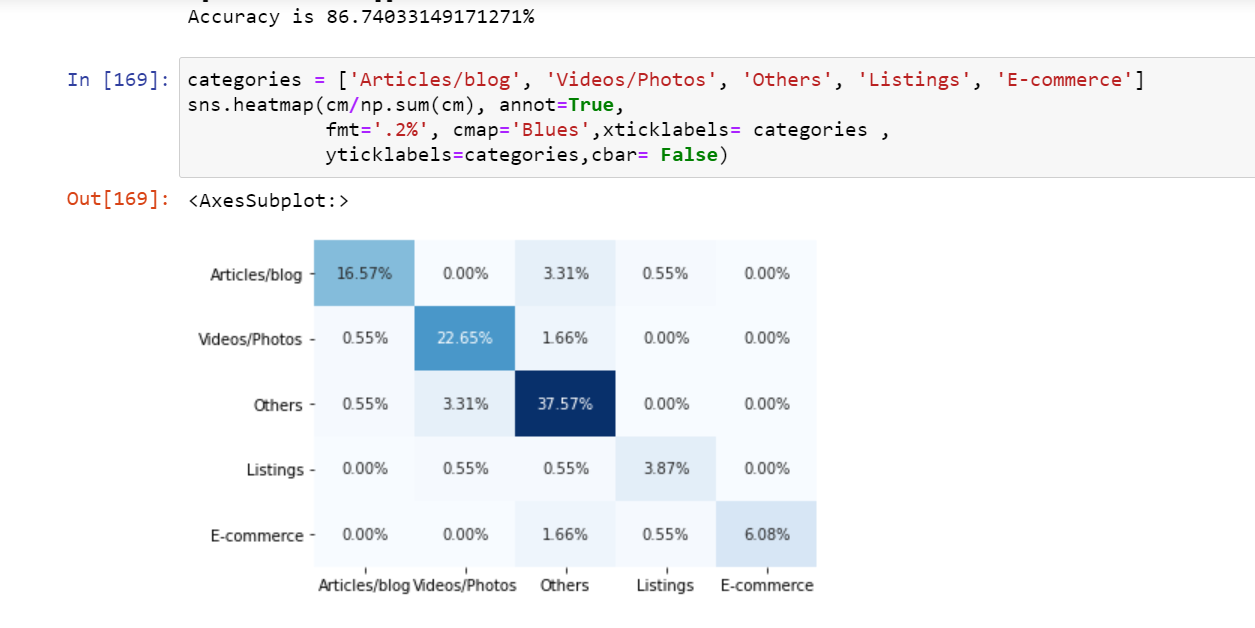 Accuracy is 86.74033149171271%
In [169]: categories = ['Articles/blog', 'Videos/Photos', 'Others', 'Listings', 'E-commerce']
sns.heatmap(cm/np.sum(cm), annot=True,
fmt='.2%', cmap='Blues',xticklabels= categories ,
yticklabels=categories,cbar= False)
Out[169]: <AxesSubplot:>
Articles/blog 16.57% 0.00% 3.31% 0.55% 0.00%
Videos/Photos 0.55% 22.65% 1.66% 0.00% 0.00%
Others 0.55% 3.31% 37.57% 0.00% 0.00%
Listings 0.00% 0.55% 0.55% 3.87% 0.00%
E-commerce 0.00% 0.00% 1.66% 0.55% 6.08%
Articles/blog Videos/Photos Others Listings E-commerce